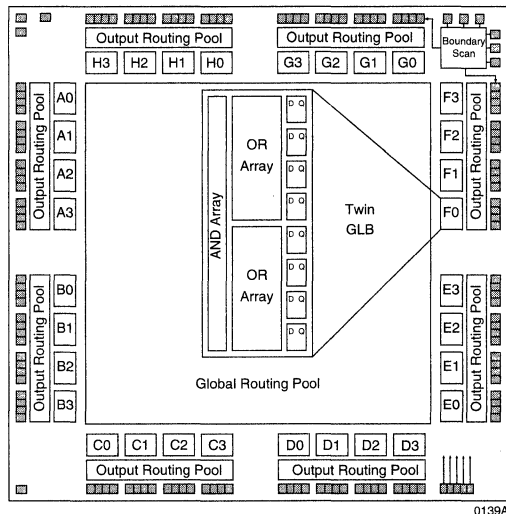 Output Routing Pool
Output Routing Pool
Boundary
Scan
H3 H2 H1 H0
G3 G2 G1 G0
Output Routing Pool
A0
A1
A2
A3
Output Routing Pool
B0
B1
B2
B3
AND Array
OR
Array
OR
Array
D Q
D Q
D Q
D Q
D Q
D Q
D Q
D Q
Twin
GLB
Global Routing Pool
F3
F2
F1
F0
Output Routing Pool
E3
E2
E1
E0
Output Routing Pool
C0 C1 C2 C3
D0 D1 D2 D3
Output Routing Pool
Output Routing Pool
0139A